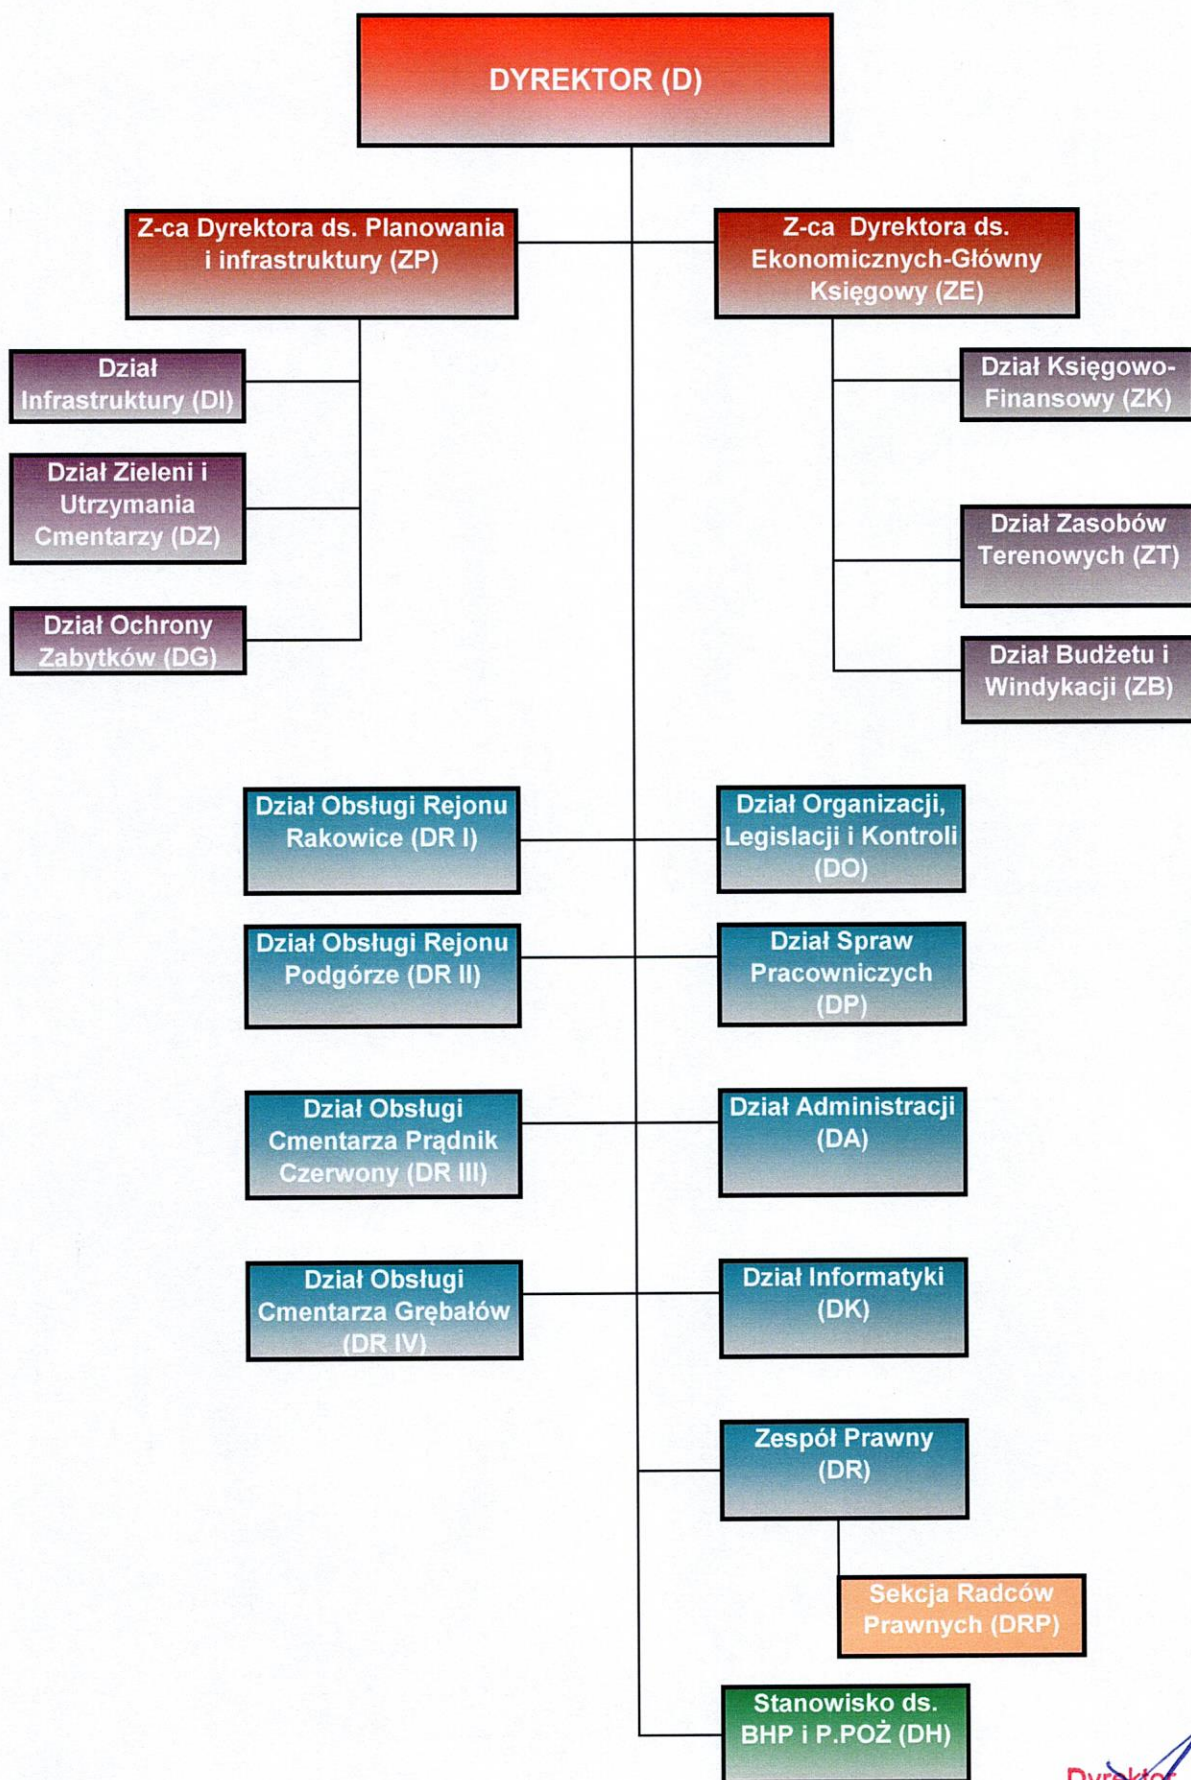 DYREKTOR (D)
Z-ca Dyrektora ds. Planowania
i infrastruktury (ZP)
Z-ca Dyrektora ds.
Ekonomicznych-Główny
Księgowy (ZE)
Dział
Infrastruktury (DI)
Dział Zieleni i
Utrzymania
Cmentarzy (DZ)
Dział Ochrony
Zabytków (DG)
Dział Księgowo-
Finansowy (ZK)
Dział Zasobów
Terenowych (ZT)
Dział Budżetu i
Windykacji (ZB)
Dział Obsługi Rejonu
Rakowice (DR I)
Dział Organizacji,
Legislacji i Kontroli
(DO)
Dział Obsługi Rejonu
Podgórze (DR II)
Dział Spraw
Pracowniczych
(DP)
Dział Obsługi
Cmentarza Prądnik
Czerwony (DR III)
Dział Administracji
(DA)
Dział Obsługi
Cmentarza Grębałów
(DR IV)
Dział Informatyki
(DK)
Zespół Prawny
(DR)
Sekcja Radców
Prawnych (DRP)
Stanowisko ds.
BHP i P.POŻ (DH)
Dyrektor